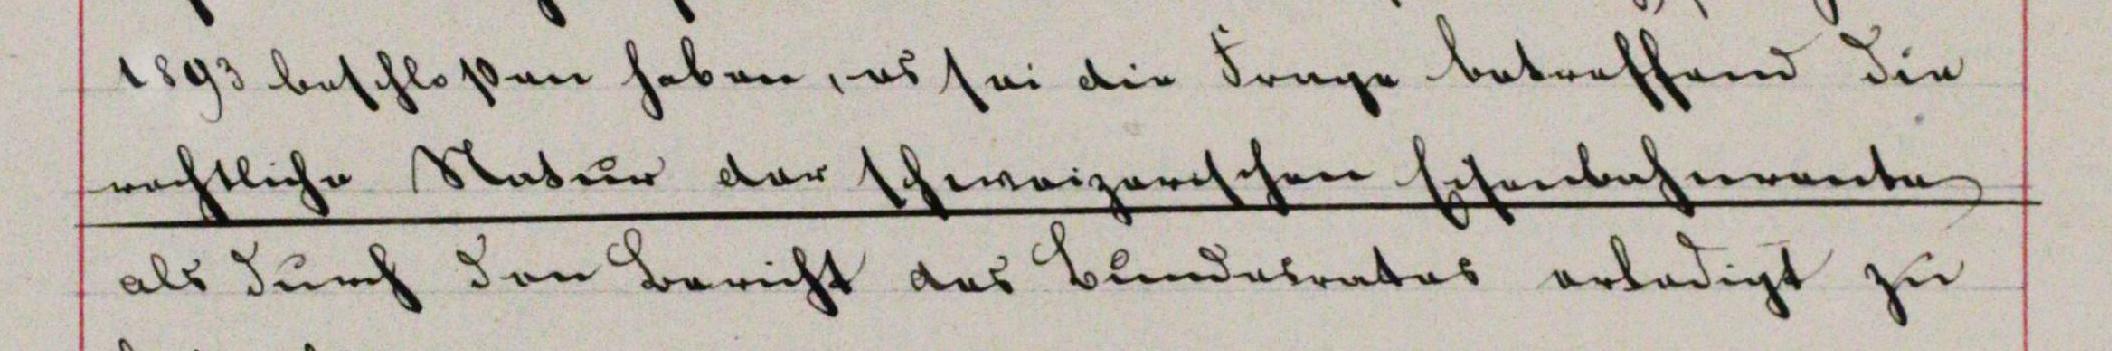 1893 beschloßen haben, es sei die Frage betreffend die
rechtliche Natur der schweizerischen Eisenbahnrente
als durch den Bericht des Bundesrates erledigt zu